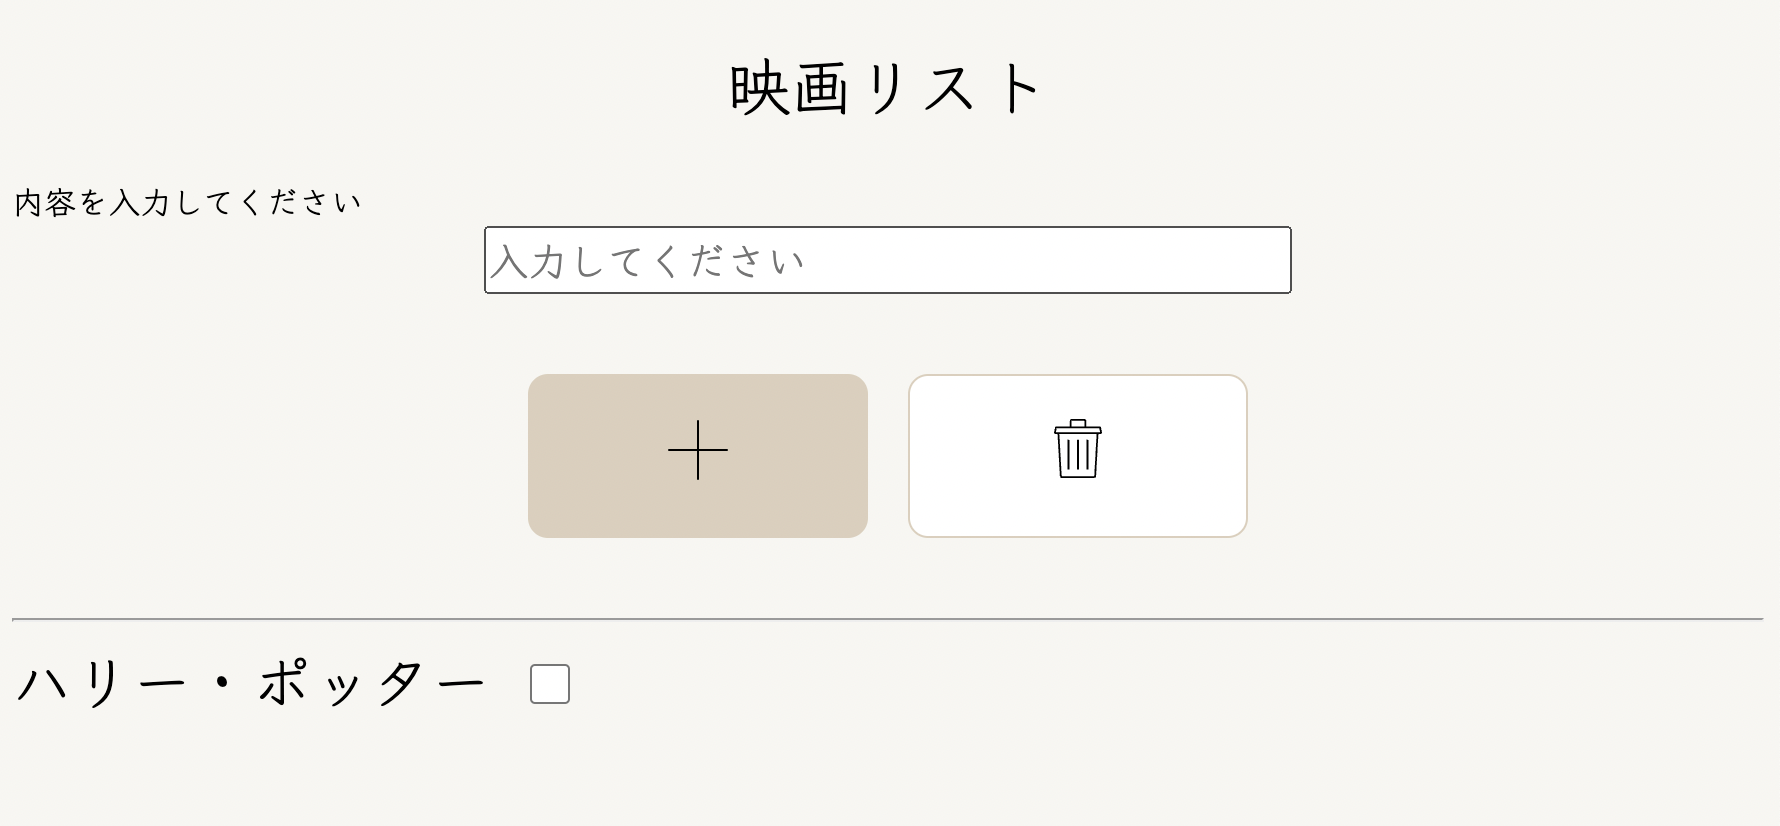 映画リスト
内容を入力してください
入力してください
ハリー・ポッター